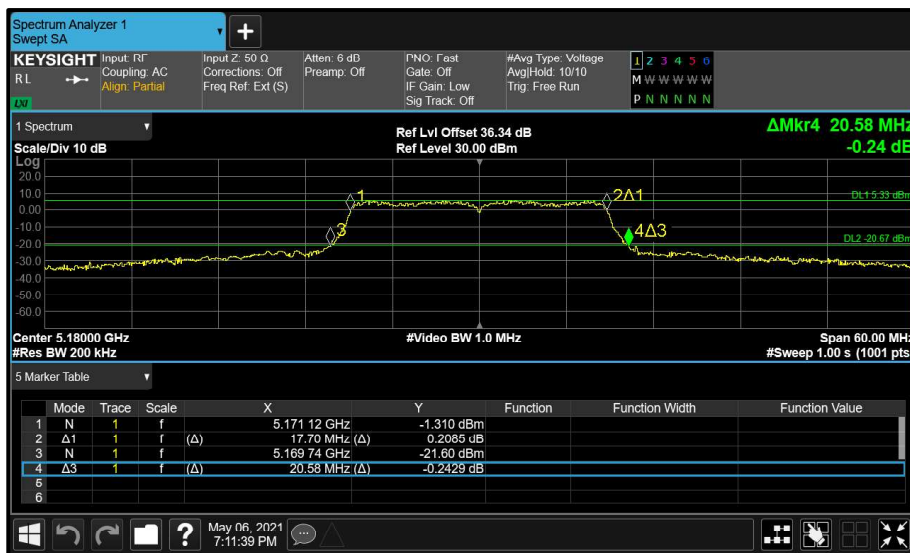 Spectrum Analyzer 1
Swept SA
+
KEYSIGHT Input: RF Input Z: 50 Ω Atten: 6 dB PNO: Fast #Avg Type: Voltage 1 2 3 4 5 6
RL Coupling: AC Corrections: Off Preamp: Off Gate: Off Avg|Hold: 10/10 M W W W W W
Align: Partial Freq Ref: Ext (S) IF Gain: Low Trig: Free Run
LXI Sig Track: Off P N N N N N
1 Spectrum Ref Lvl Offset 36.34 dB ΔMkr4 20.58 MHz
Scale/Div 10 dB Ref Level 30.00 dBm -0.24 dB
Log
20.0
10.0 1 2Δ1 DL1 5.33 dBm
0.00
-10.0 3 4Δ3
-20.0 DL2 -20.67 dBm
-30.0
-40.0
-50.0
-60.0
Center 5.18000 GHz #Video BW 1.0 MHz Span 60.00 MHz
#Res BW 200 kHz #Sweep 1.00 s (1001 pts
5 Marker Table
Mode Trace Scale X Y Function Function Width Function Value
1 N 1 f 5.171 12 GHz -1.310 dBm
2 Δ1 1 f (Δ) 17.70 MHz (Δ) 0.2065 dB
3 N 1 f 5.169 74 GHz -21.60 dBm
4 Δ3 1 f (Δ) 20.58 MHz (Δ) -0.2429 dB
5
6
? May 06, 2021
7:11:39 PM